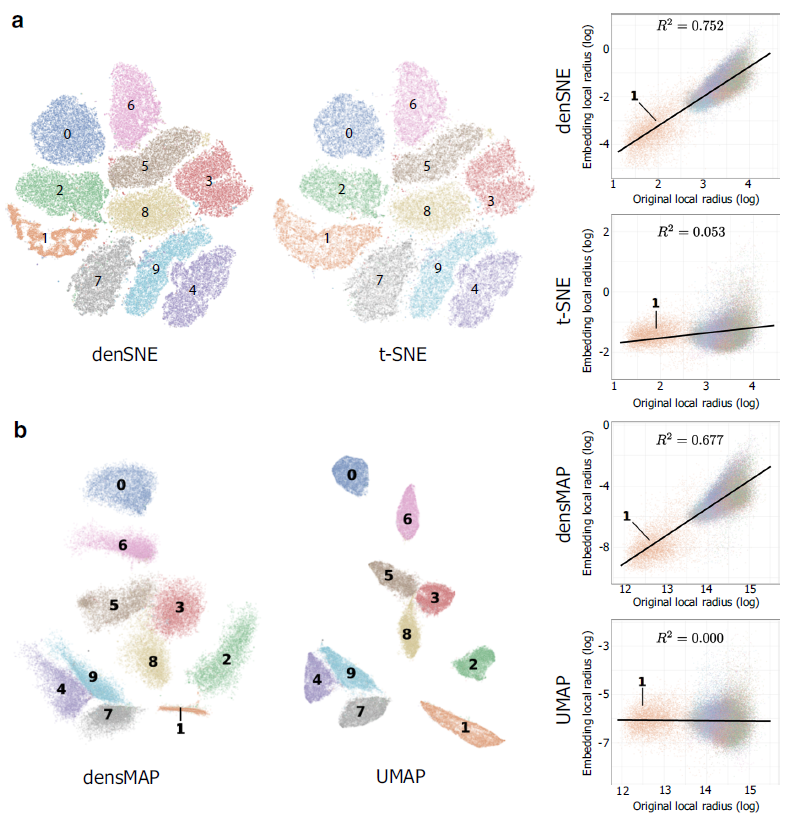 a
6
0
5
2
3
8
1
9
7
4
denSNE
6
0
5
2
3
8
1
9
7
4
t-SNE
denSNE
Embedding local radius (log)
R² = 0.752
0
-2
-4
1
1 2 3 4
Original local radius (log)
t-SNE
Embedding local radius (log)
R² = 0.053
2
0
-2
1
1 2 3 4
Original local radius (log)
b
0
6
5
3
8
2
9
4
7
1
densMAP
0
6
5
3
8
2
9
4
7
1
UMAP
densMAP
Embedding local radius (log)
R² = 0.677
0
-4
-8
1
12 13 14 15
Original local radius (log)
UMAP
Embedding local radius (log)
R² = 0.000
-3
-5
-7
1
12 13 14 15
Original local radius (log)